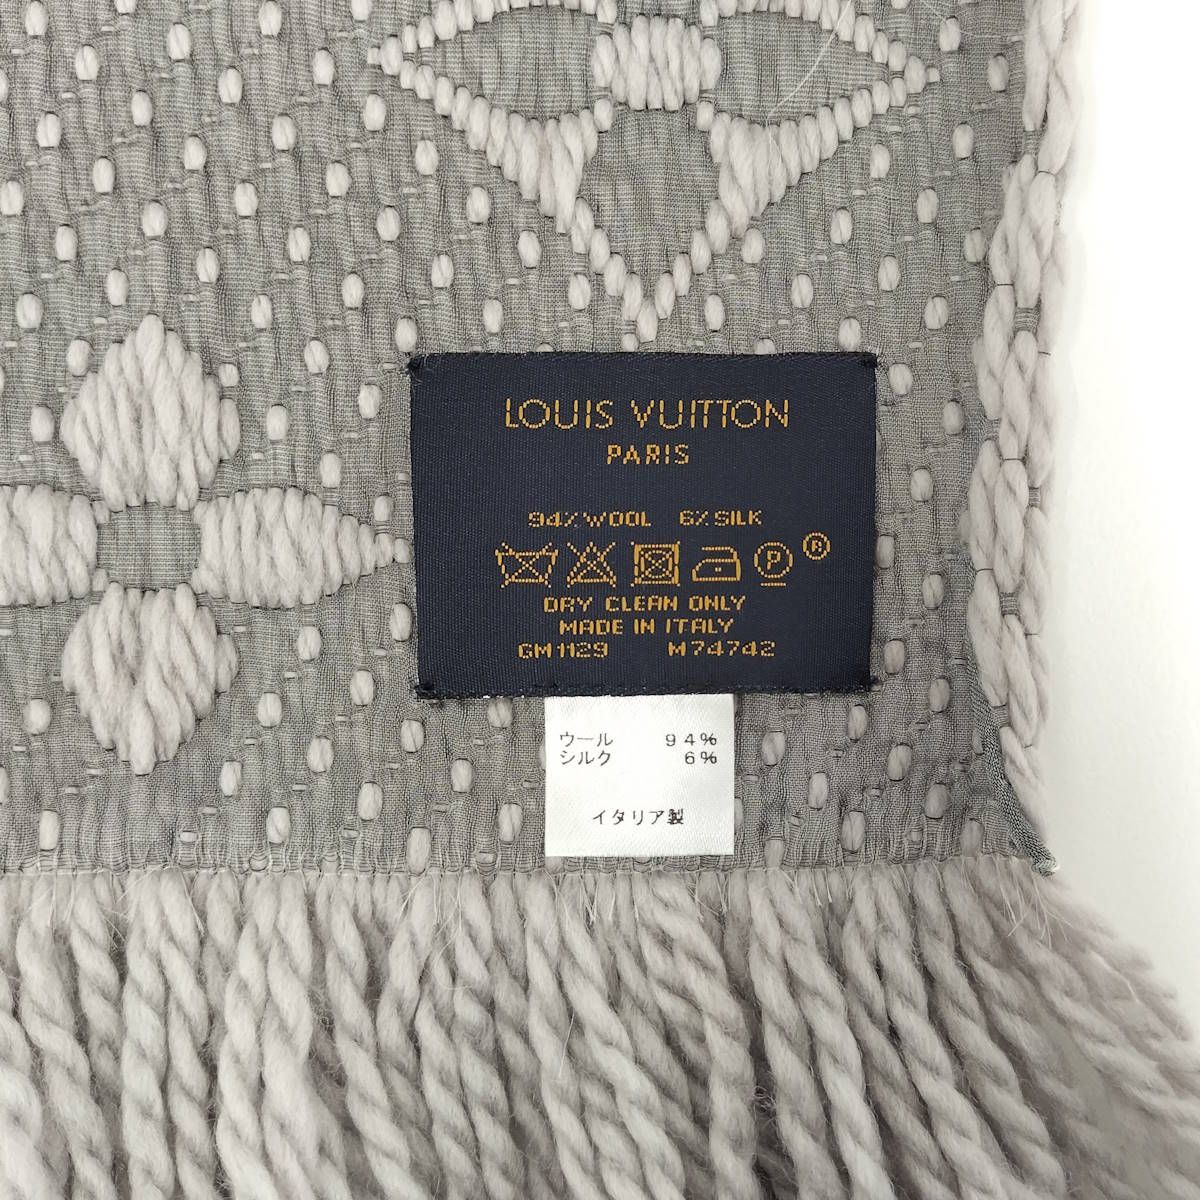 LOUIS VUITTON
PARIS
94% WOOL 6% SILK
P ®
DRY CLEAN ONLY
MADE IN ITALY
GM1129 M74742
ウール 94%
シルク 6%
イタリア製